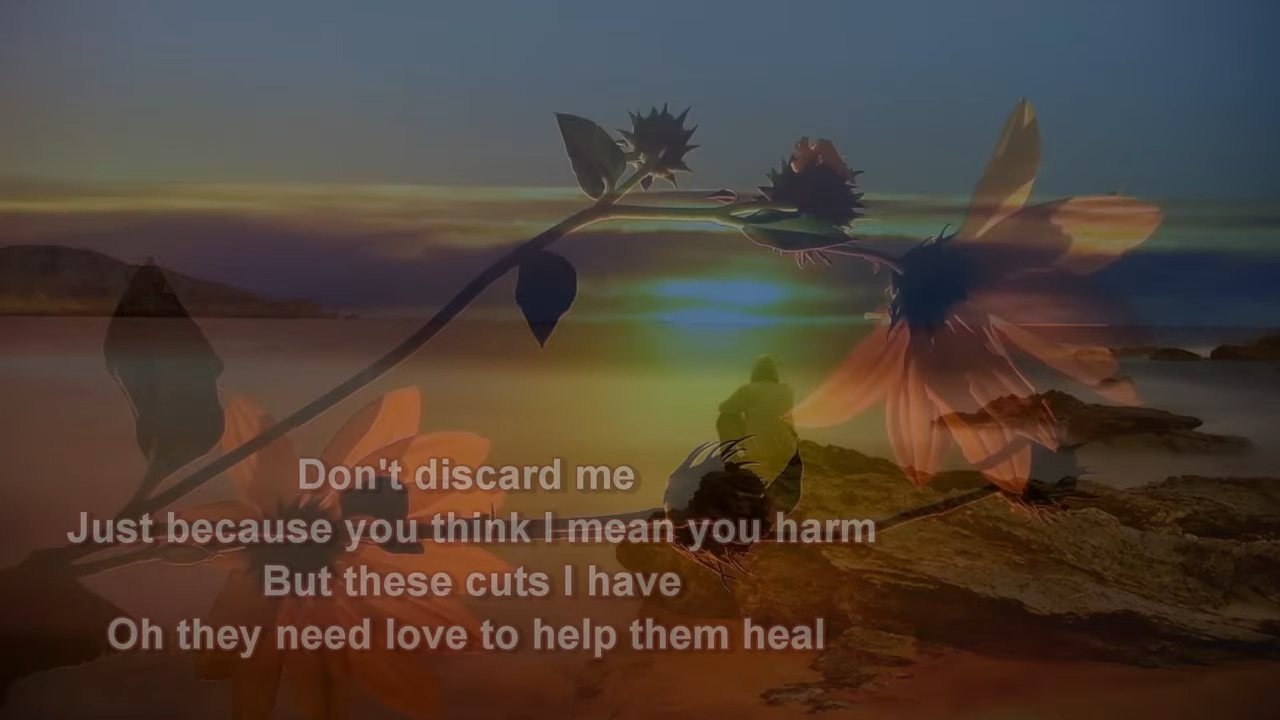 Don't discard me
Just because you think I mean you harm
But these cuts I have
Oh they need love to help them heal